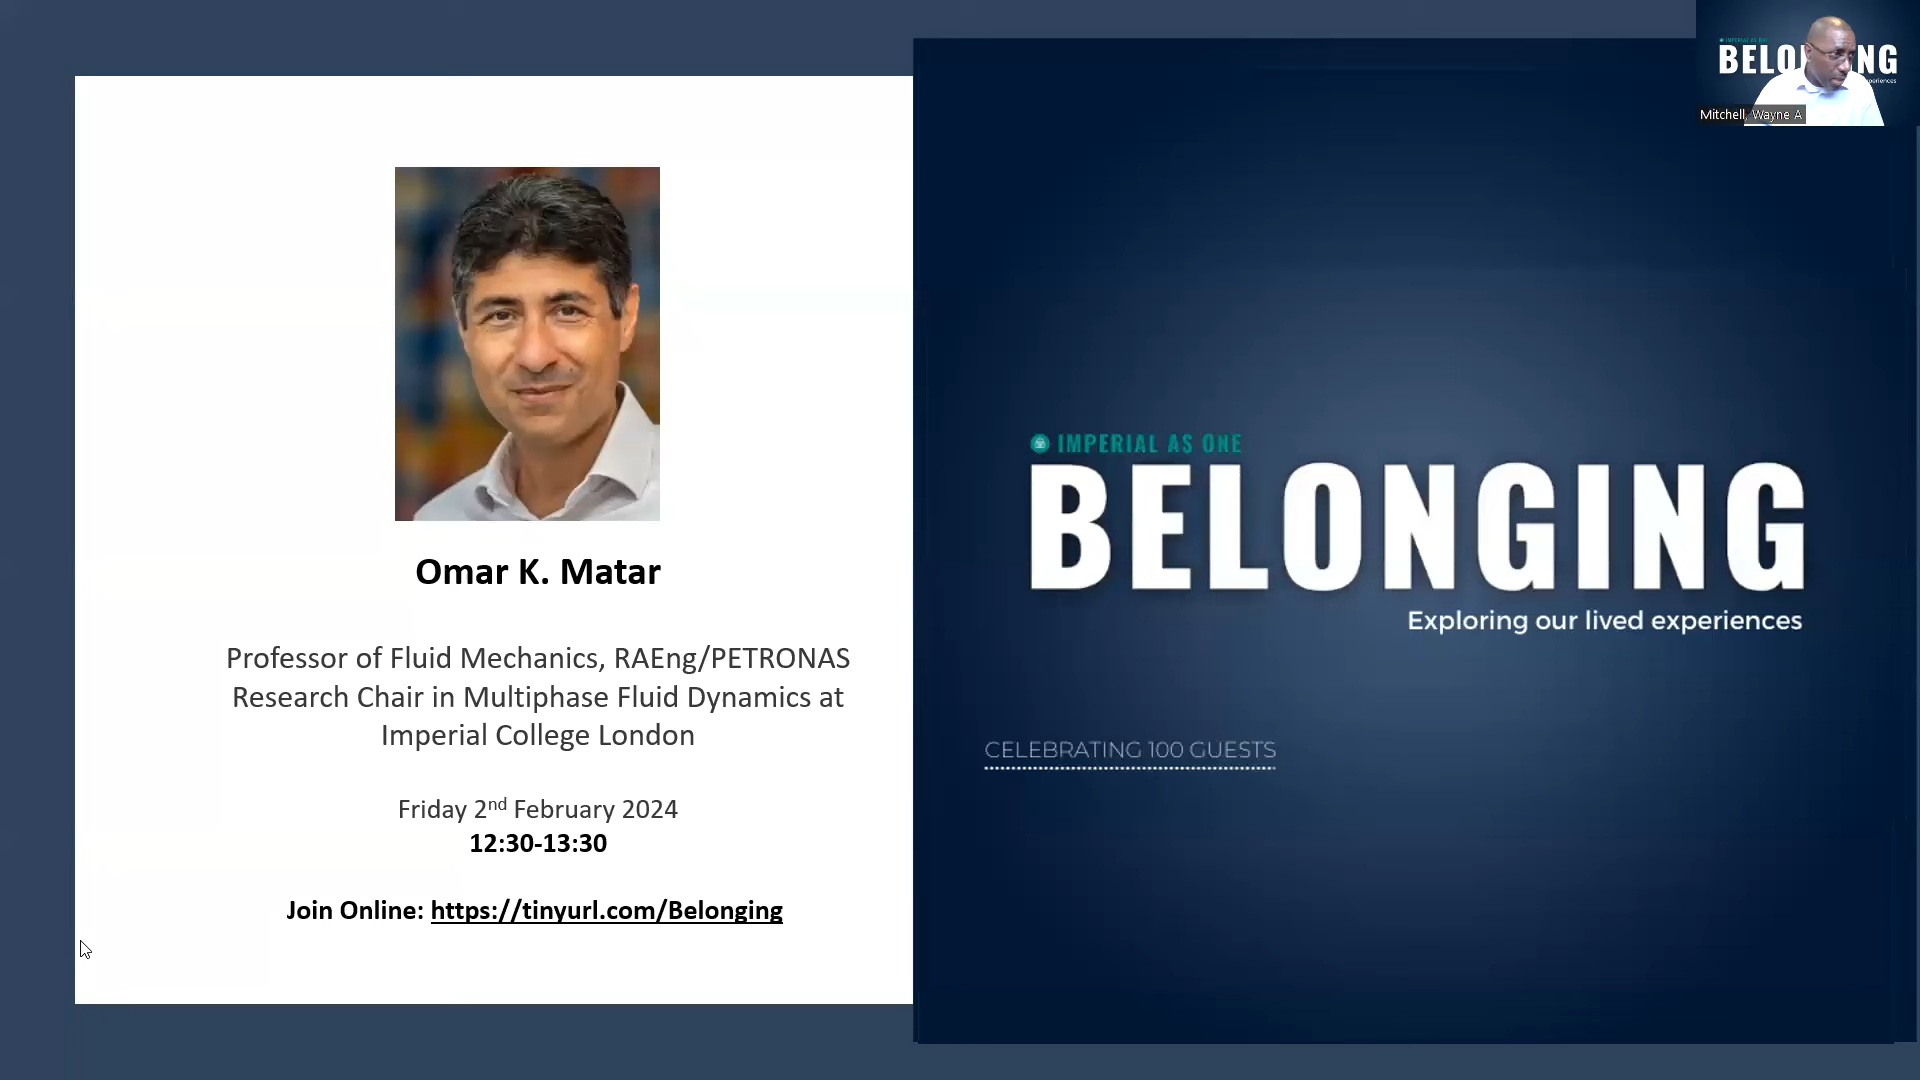 Omar K. Matar
Professor of Fluid Mechanics, RAEng/PETRONAS
Research Chair in Multiphase Fluid Dynamics at
Imperial College London
Friday 2nd February 2024
12:30-13:30
Join Online: https://tinyurl.com/Belonging
IMPERIAL AS ONE
BELONGING
Exploring our lived experiences
CELEBRATING 100 GUESTS
Mitchell, Wayne A